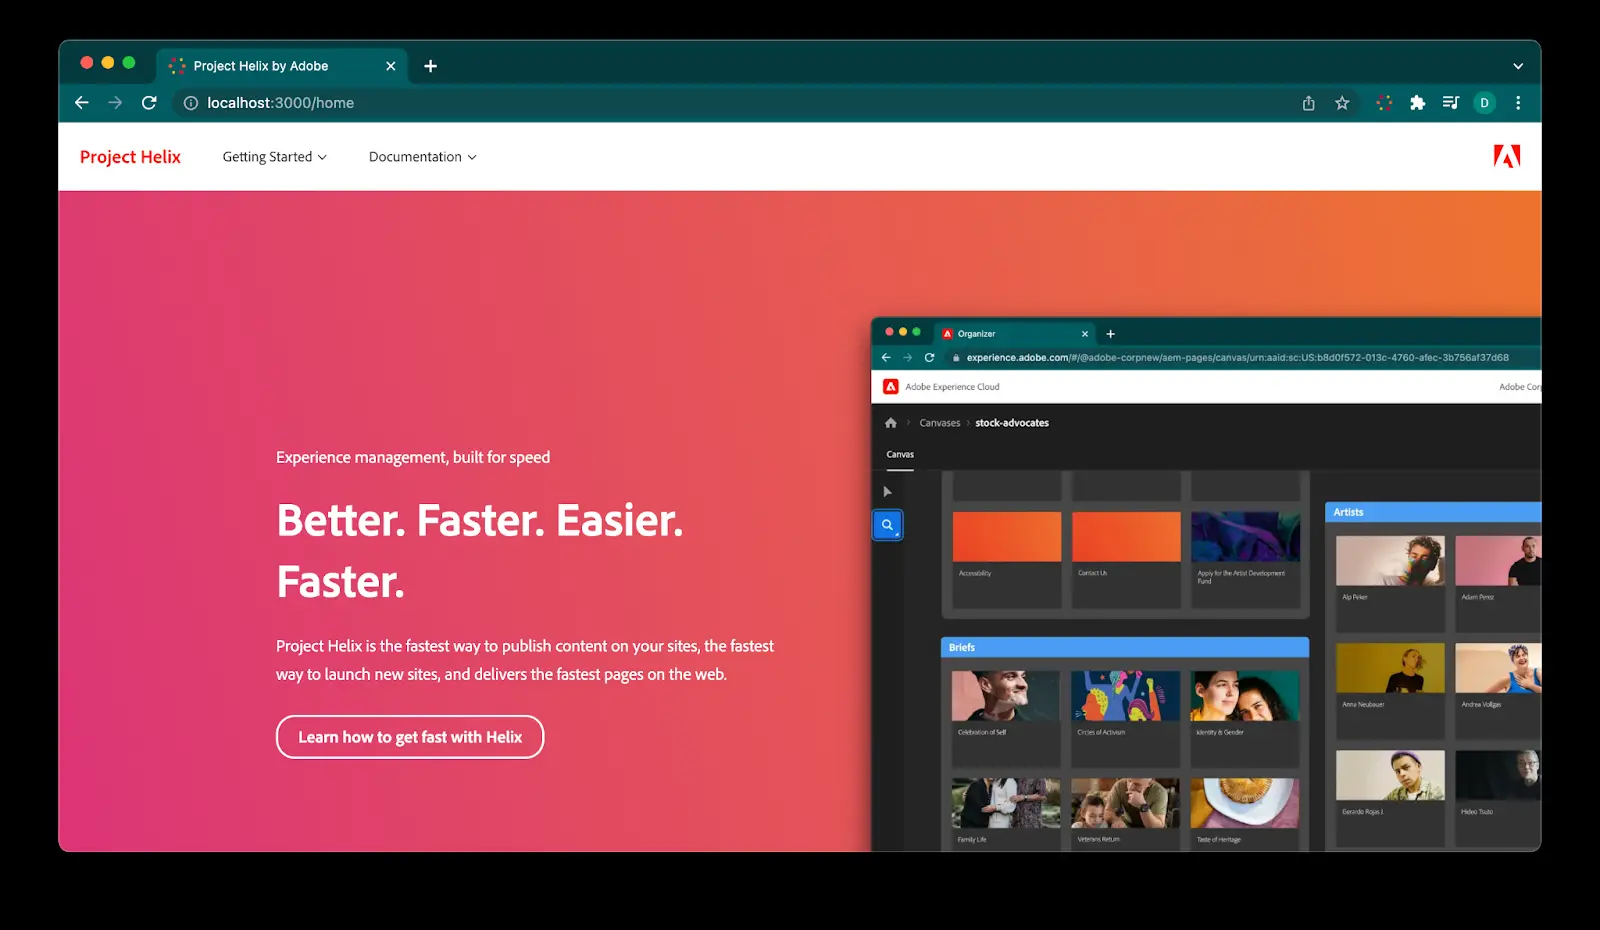 Project Helix by Adobe
localhost:3000/home
D
Project Helix
Getting Started
Documentation
Experience management, built for speed
Better. Faster. Easier.
Faster.
Project Helix is the fastest way to publish content on your sites, the fastest
way to launch new sites, and delivers the fastest pages on the web.
Learn how to get fast with Helix
Organizer
experience.adobe.com/#/@adobe-corpnew/aem-pages/canvas/urn:aaid:sc:US:b8d0f572-013c-4760-afec-3b756af37d68
Adobe Experience Cloud
Adobe Corp
Canvases
stock-advocates
Canvas
Accessibility
Contact Us
Apply for the Artist Development
Fund
Briefs
Celebration of Self
Circles of Activism
Identity & Gender
Family Life
Veterans Return
Taste of Heritage
Artists
Alp Peker
Adam Perez
Anna Neubauer
Andrea Vollgas
Gerardo Rojas J.
Hideo Tsuto